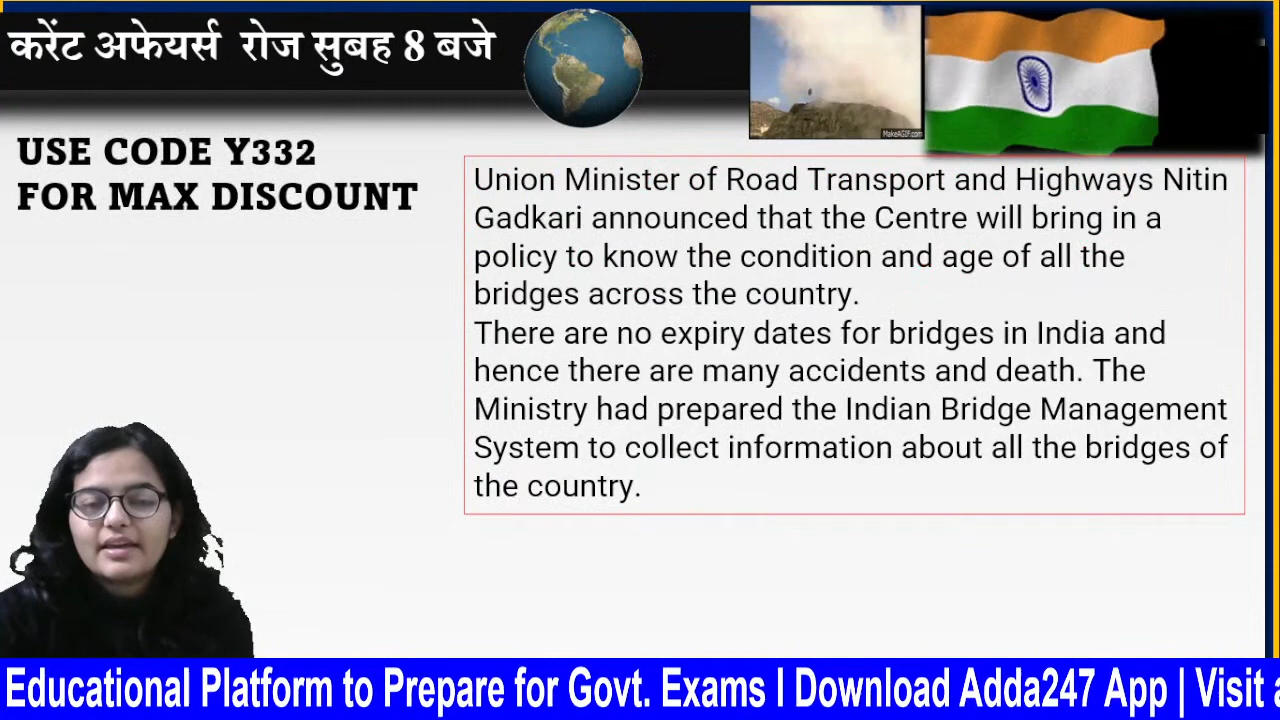 करेंट अफेयर्स रोज सुबह 8 बजे
MakeAGIF.com
USE CODE Y332
FOR MAX DISCOUNT
Union Minister of Road Transport and Highways Nitin
Gadkari announced that the Centre will bring in a
policy to know the condition and age of all the
bridges across the country.
There are no expiry dates for bridges in India and
hence there are many accidents and death. The
Ministry had prepared the Indian Bridge Management
System to collect information about all the bridges of
the country.
Educational Platform to Prepare for Govt. Exams I Download Adda247 App | Visit a